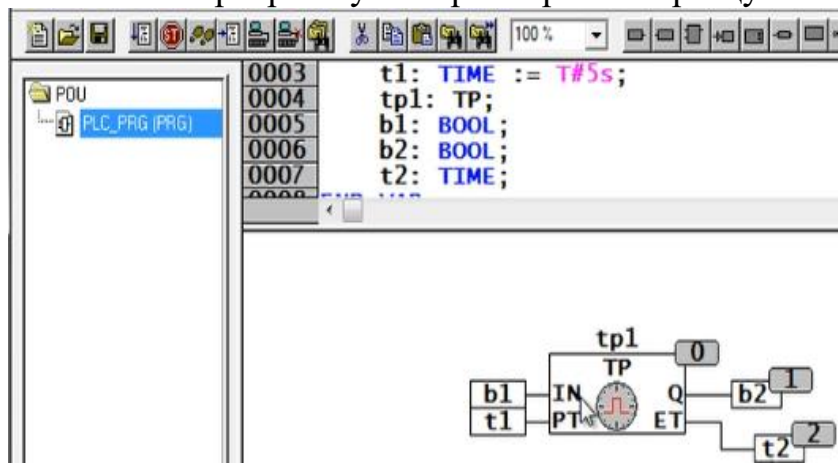 100 %
POU
PLC_PRG (PRG)
0003 t1: TIME := T#5s;
0004 tp1: TP;
0005 b1: BOOL;
0006 b2: BOOL;
0007 t2: TIME;
tp1
0
TP
b1 IN Q b2 1
t1 PT ET
t2 2